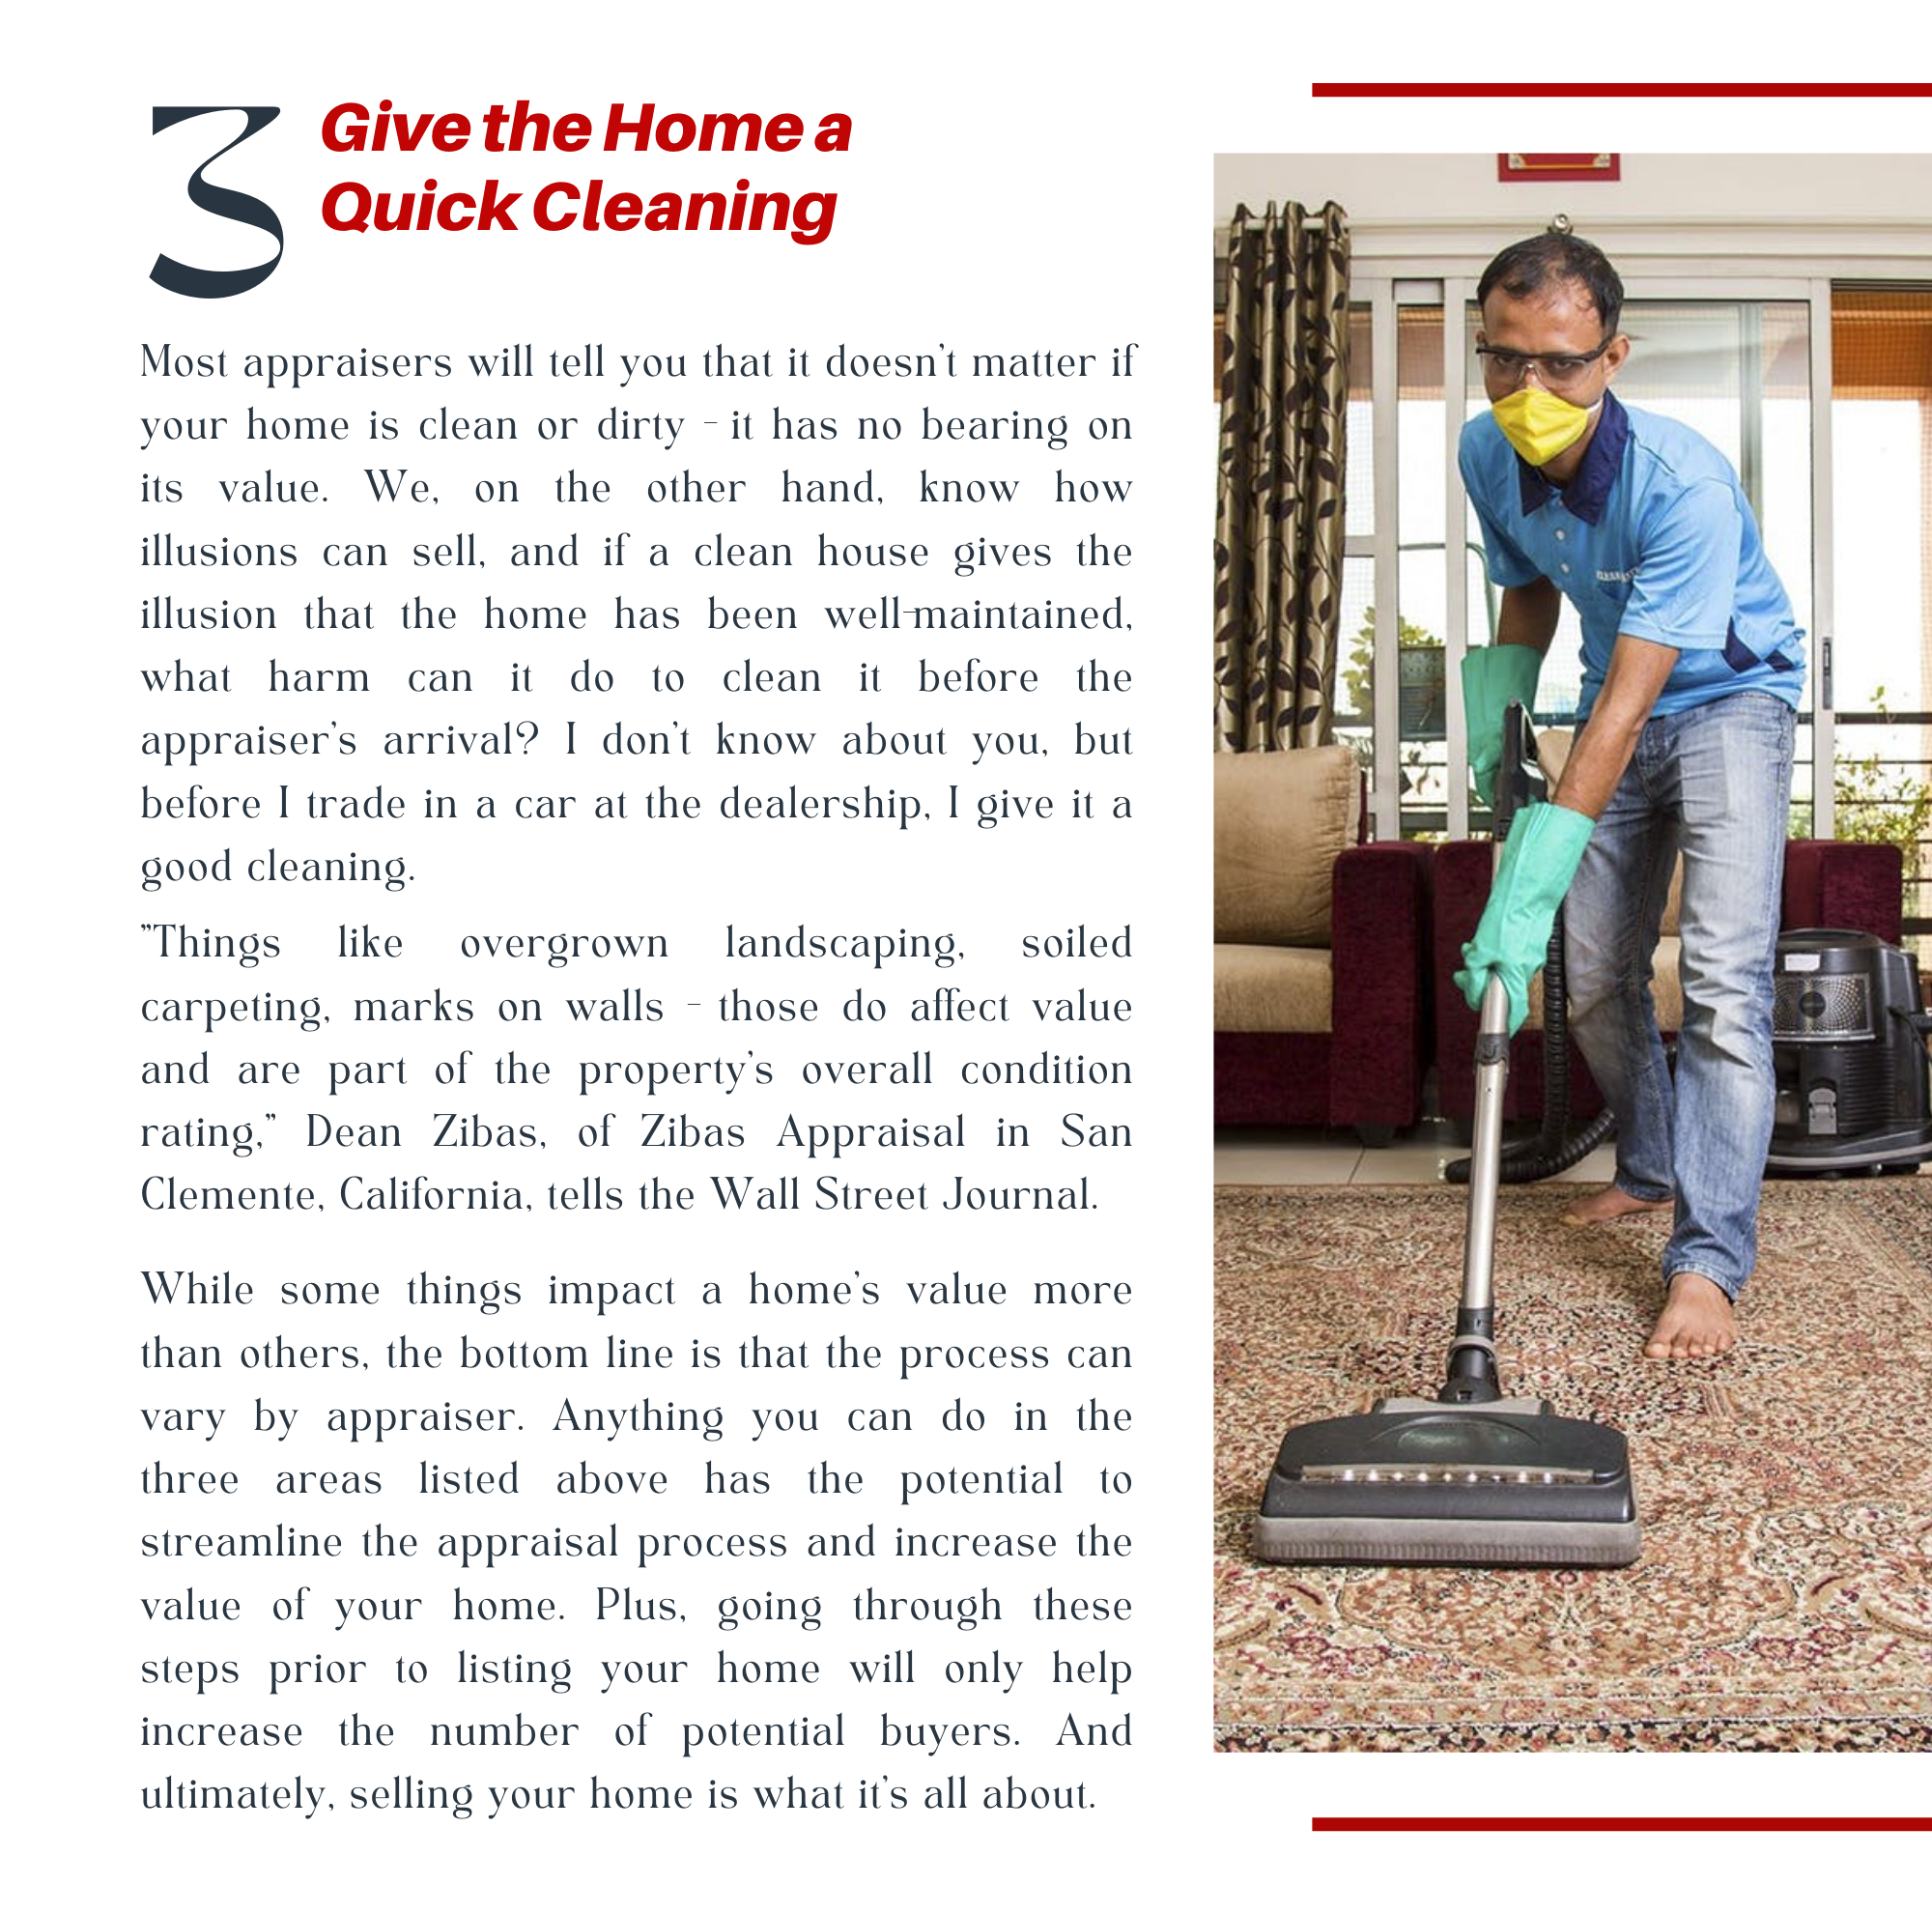 3
Give the Home a
Quick Cleaning
Most appraisers will tell you that it doesn't matter if
your home is clean or dirty - it has no bearing on
its value. We, on the other hand, know how
illusions can sell, and if a clean house gives the
illusion that the home has been well-maintained,
what harm can it do to clean it before the
appraiser's arrival? I don't know about you, but
before I trade in a car at the dealership, I give it a
good cleaning.
"Things like overgrown landscaping, soiled
carpeting, marks on walls - those do affect value
and are part of the property's overall condition
rating," Dean Zibas, of Zibas Appraisal in San
Clemente, California, tells the Wall Street Journal.
While some things impact a home's value more
than others, the bottom line is that the process can
vary by appraiser. Anything you can do in the
three areas listed above has the potential to
streamline the appraisal process and increase the
value of your home. Plus, going through these
steps prior to listing your home will only help
increase the number of potential buyers. And
ultimately, selling your home is what it's all about.